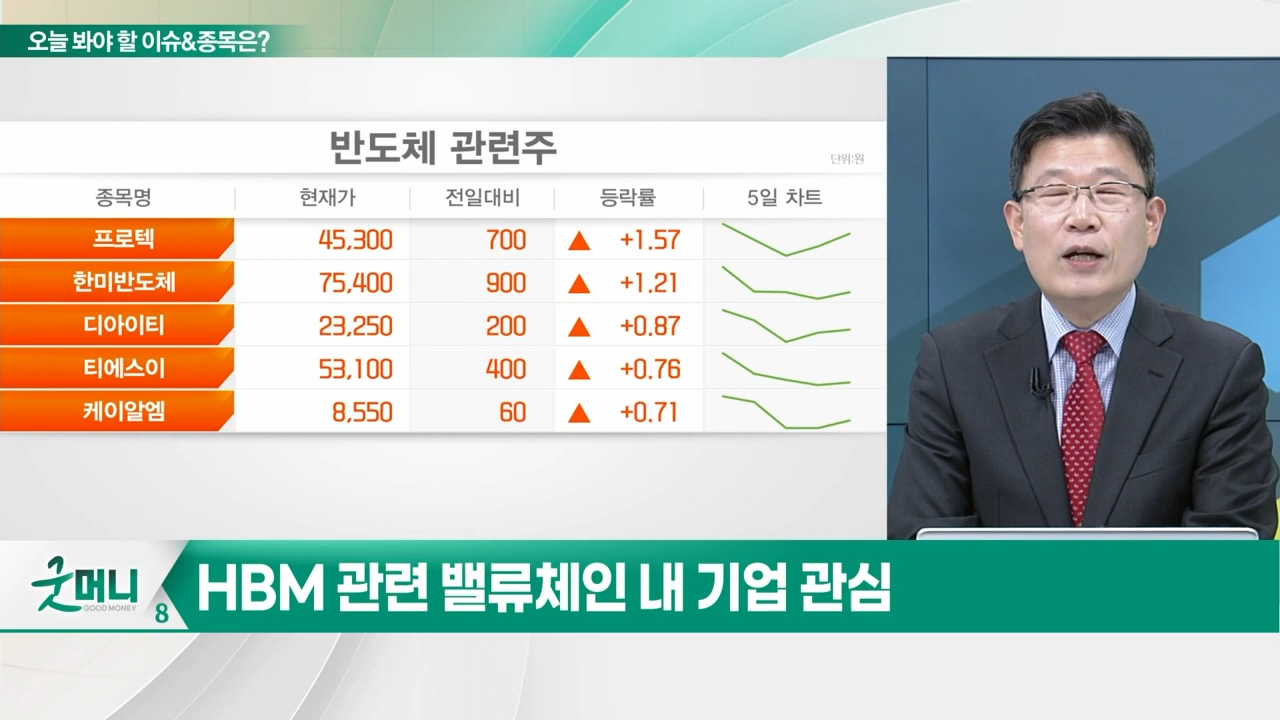 오늘 봐야 할 이슈&종목은?
반도체 관련주
단위:원
종목명 현재가 전일대비 등락률 5일 차트
프로텍 45,300 700 ▲ +1.57
한미반도체 75,400 900 ▲ +1.21
디아이티 23,250 200 ▲ +0.87
티에스이 53,100 400 ▲ +0.76
케이알엠 8,550 60 ▲ +0.71
굿머니
GOOD MONEY
8
HBM 관련 밸류체인 내 기업 관심